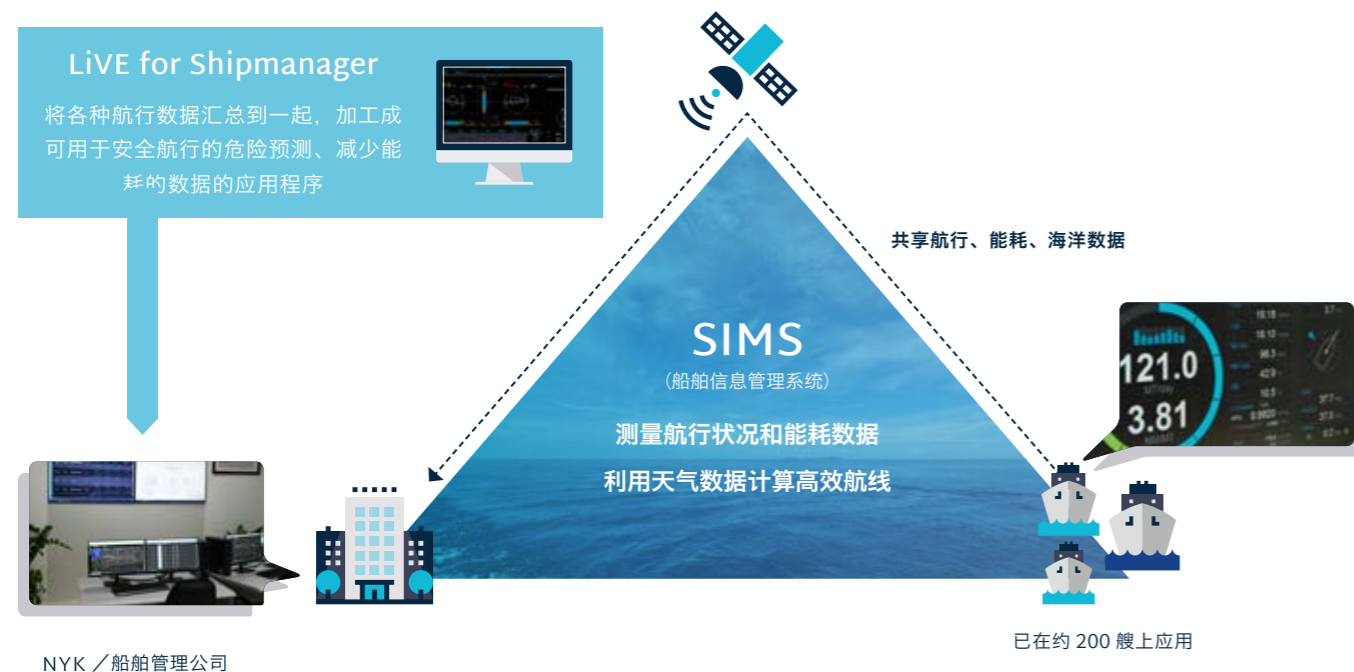 LiVE for Shipmanager
将各种航行数据汇总到一起，加工成
可用于安全航行的危险预测、减少能
耗的数据的应用程序
共享航行、能耗、海洋数据
SIMS
（船舶信息管理系统）
测量航行状况和能耗数据
利用天气数据计算高效航线
121.0
3.81
已在约 200 艘上应用
NYK ／船舶管理公司